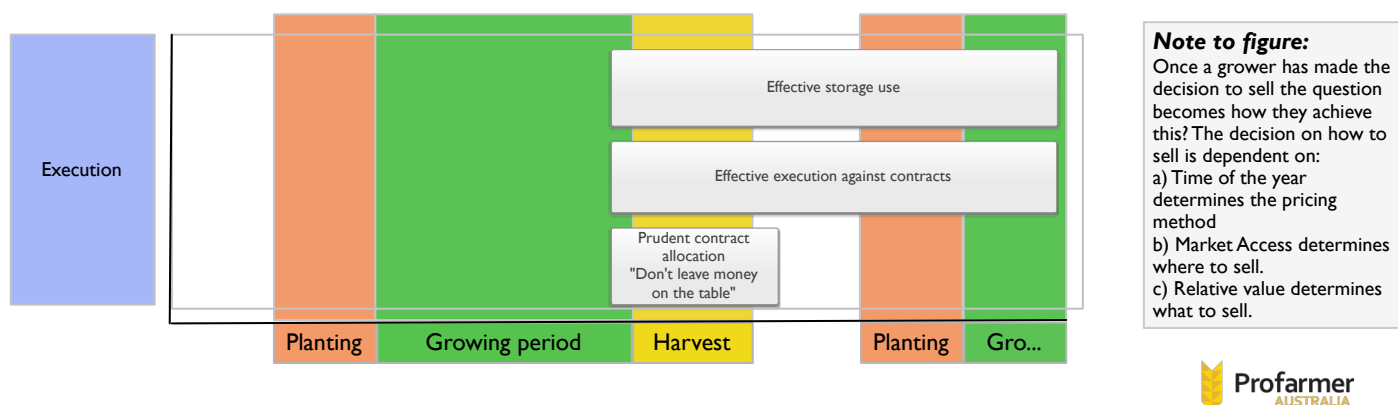 Execution
Effective storage use
Effective execution against contracts
Prudent contract
allocation
"Don't leave money
on the table"
Planting
Growing period
Harvest
Planting
Gro...
Note to figure:
Once a grower has made the
decision to sell the question
becomes how they achieve
this? The decision on how to
sell is dependent on:
a) Time of the year
determines the pricing
method
b) Market Access determines
where to sell.
c) Relative value determines
what to sell.
Profarmer
AUSTRALIA